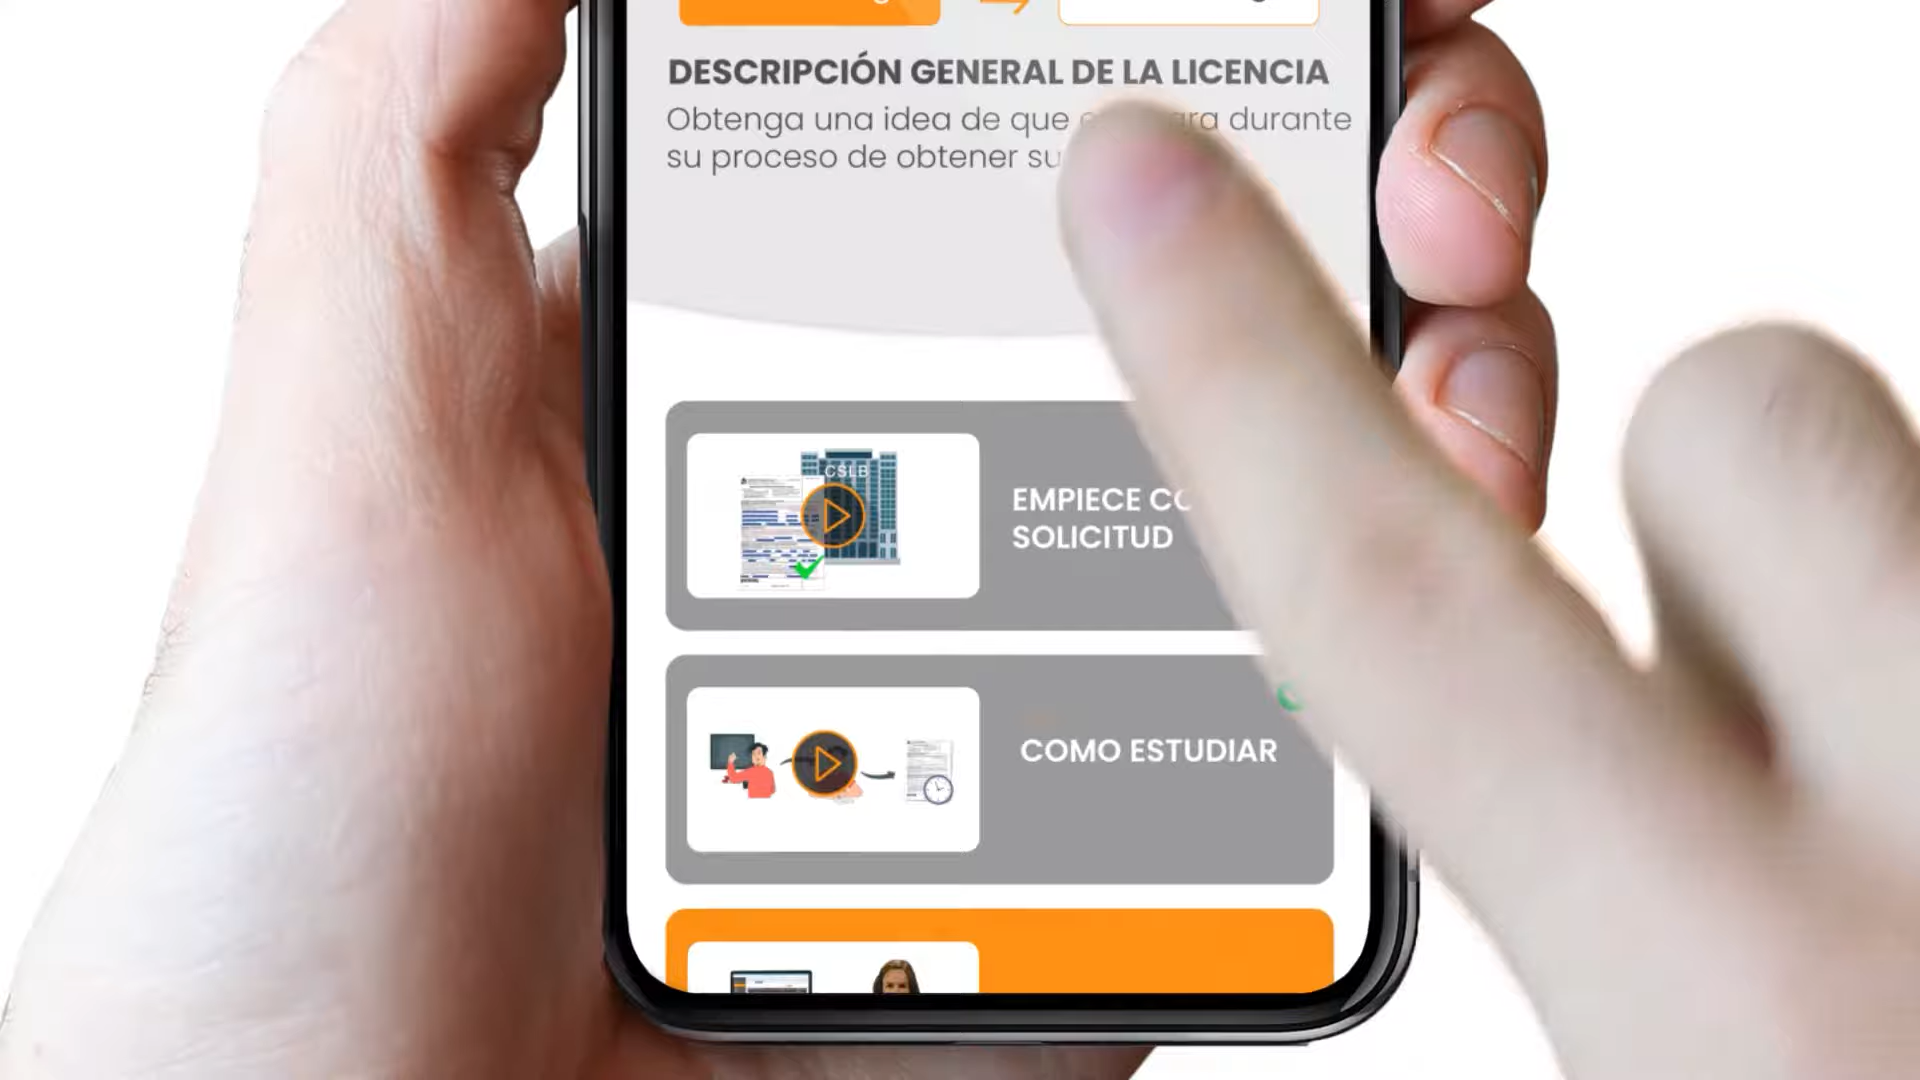 DESCRIPCIÓN GENERAL DE LA LICENCIA
Obtenga una idea de que durante
su proceso de obtener su
CSLB
EMPIECE
SOLICITUD
COMO ESTUDIAR